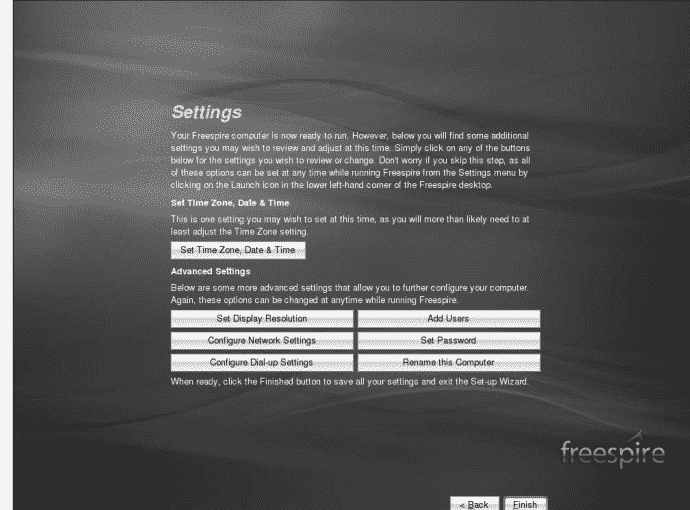 Settings
Your Freespire computer is now ready to run. However, below you will find some additional
settings you may wish to review and adjust at this time. Simply click on any of the buttons
below for the settings you wish to review or change. Don't worry if you skip this step, as all
of these options can be set at any time while running Freespire from the Settings menu by
clicking on the Launch icon in the lower left-hand corner of the Freespire desktop.
Set Time Zone, Date & Time
This is one setting you may wish to set at this time, as you will more than likely need to at
least adjust the Time Zone setting.
Set Time Zone, Date & Time
Advanced Settings
Below are some more advanced settings that allow you to further configure your computer.
Again, these options can be changed at anytime while running Freespire.
Set Display Resolution Add Users
Configure Network Settings Set Password
Configure Dial-up Settings Rename this Computer
When ready, click the Finished button to save all your settings and exit the Set-up Wizard.
freespire
< Back Finish